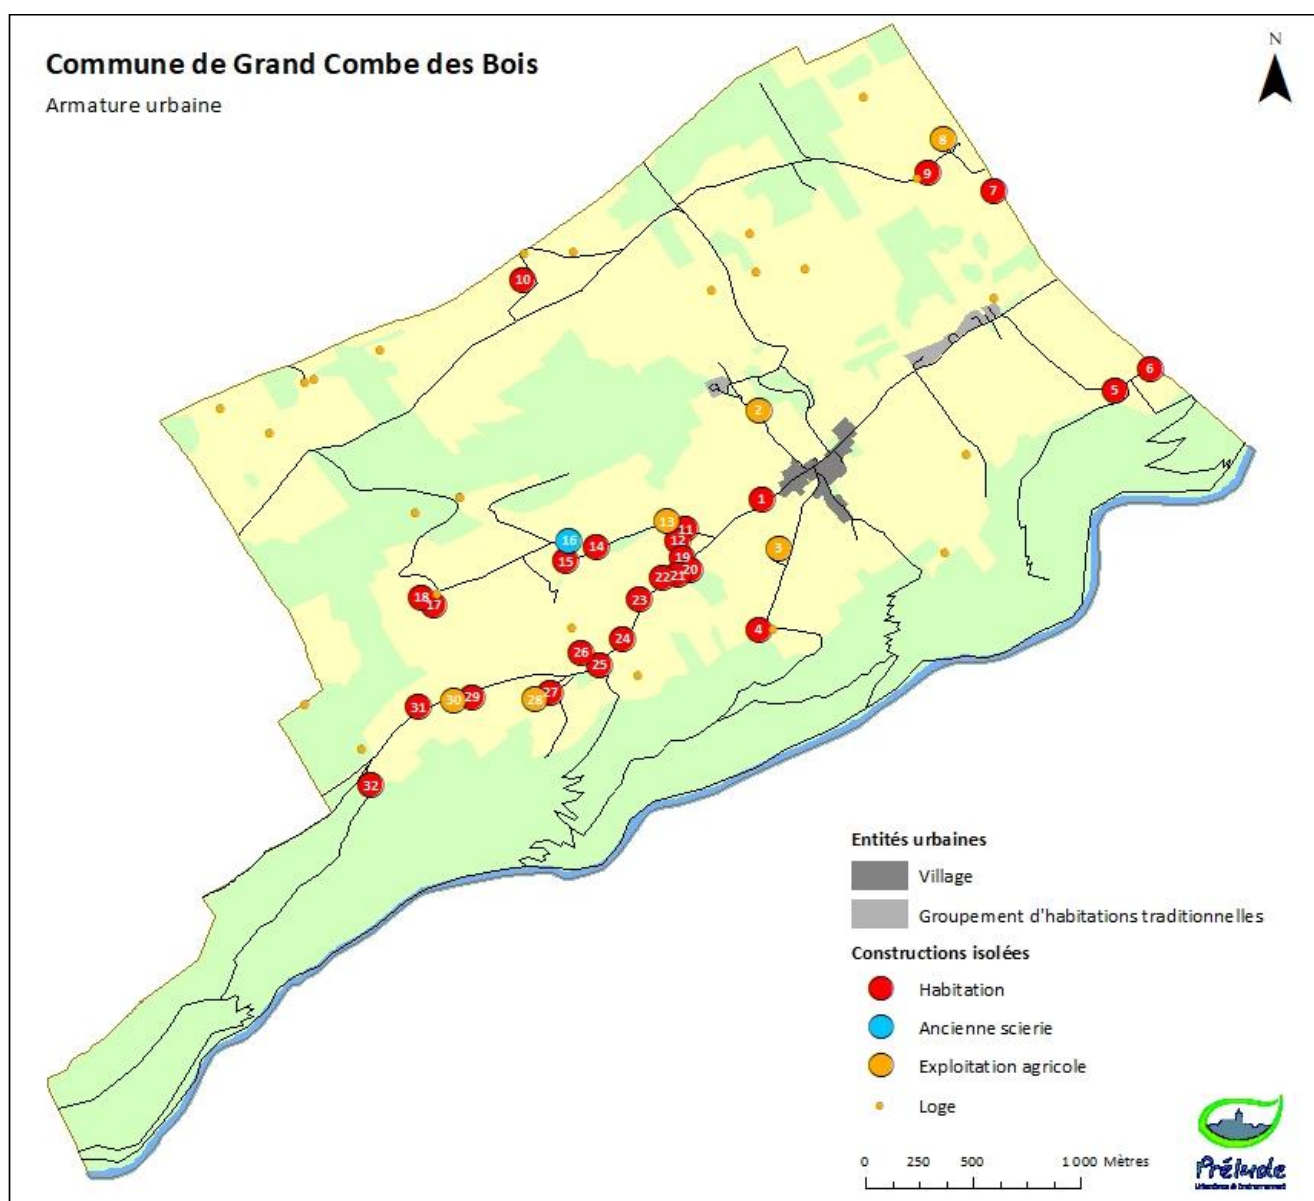 Commune de Grand Combe des Bois
Armature urbaine
N
8
9
7
10
6
5
2
1
13
11
12
16
14
15
19
3
20
22
21
18
17
23
4
24
26
25
27
28
29
30
31
32
Entités urbaines
Village
Groupement d'habitations traditionnelles
Constructions isolées
Habitation
Ancienne scierie
Exploitation agricole
Loge
0 250 500 1 000 Mètres
Prélude
Urbanisme & Environnement